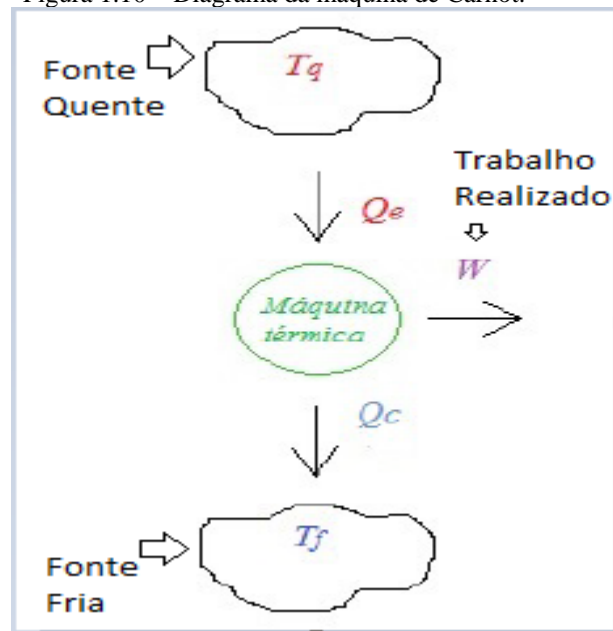 Figura 1.10 – Diagrama da máquina de Carnot.
Fonte
Quente
Tq
Qe
Trabalho
Realizado
W
Máquina
térmica
Qc
Tf
Fonte
Fria